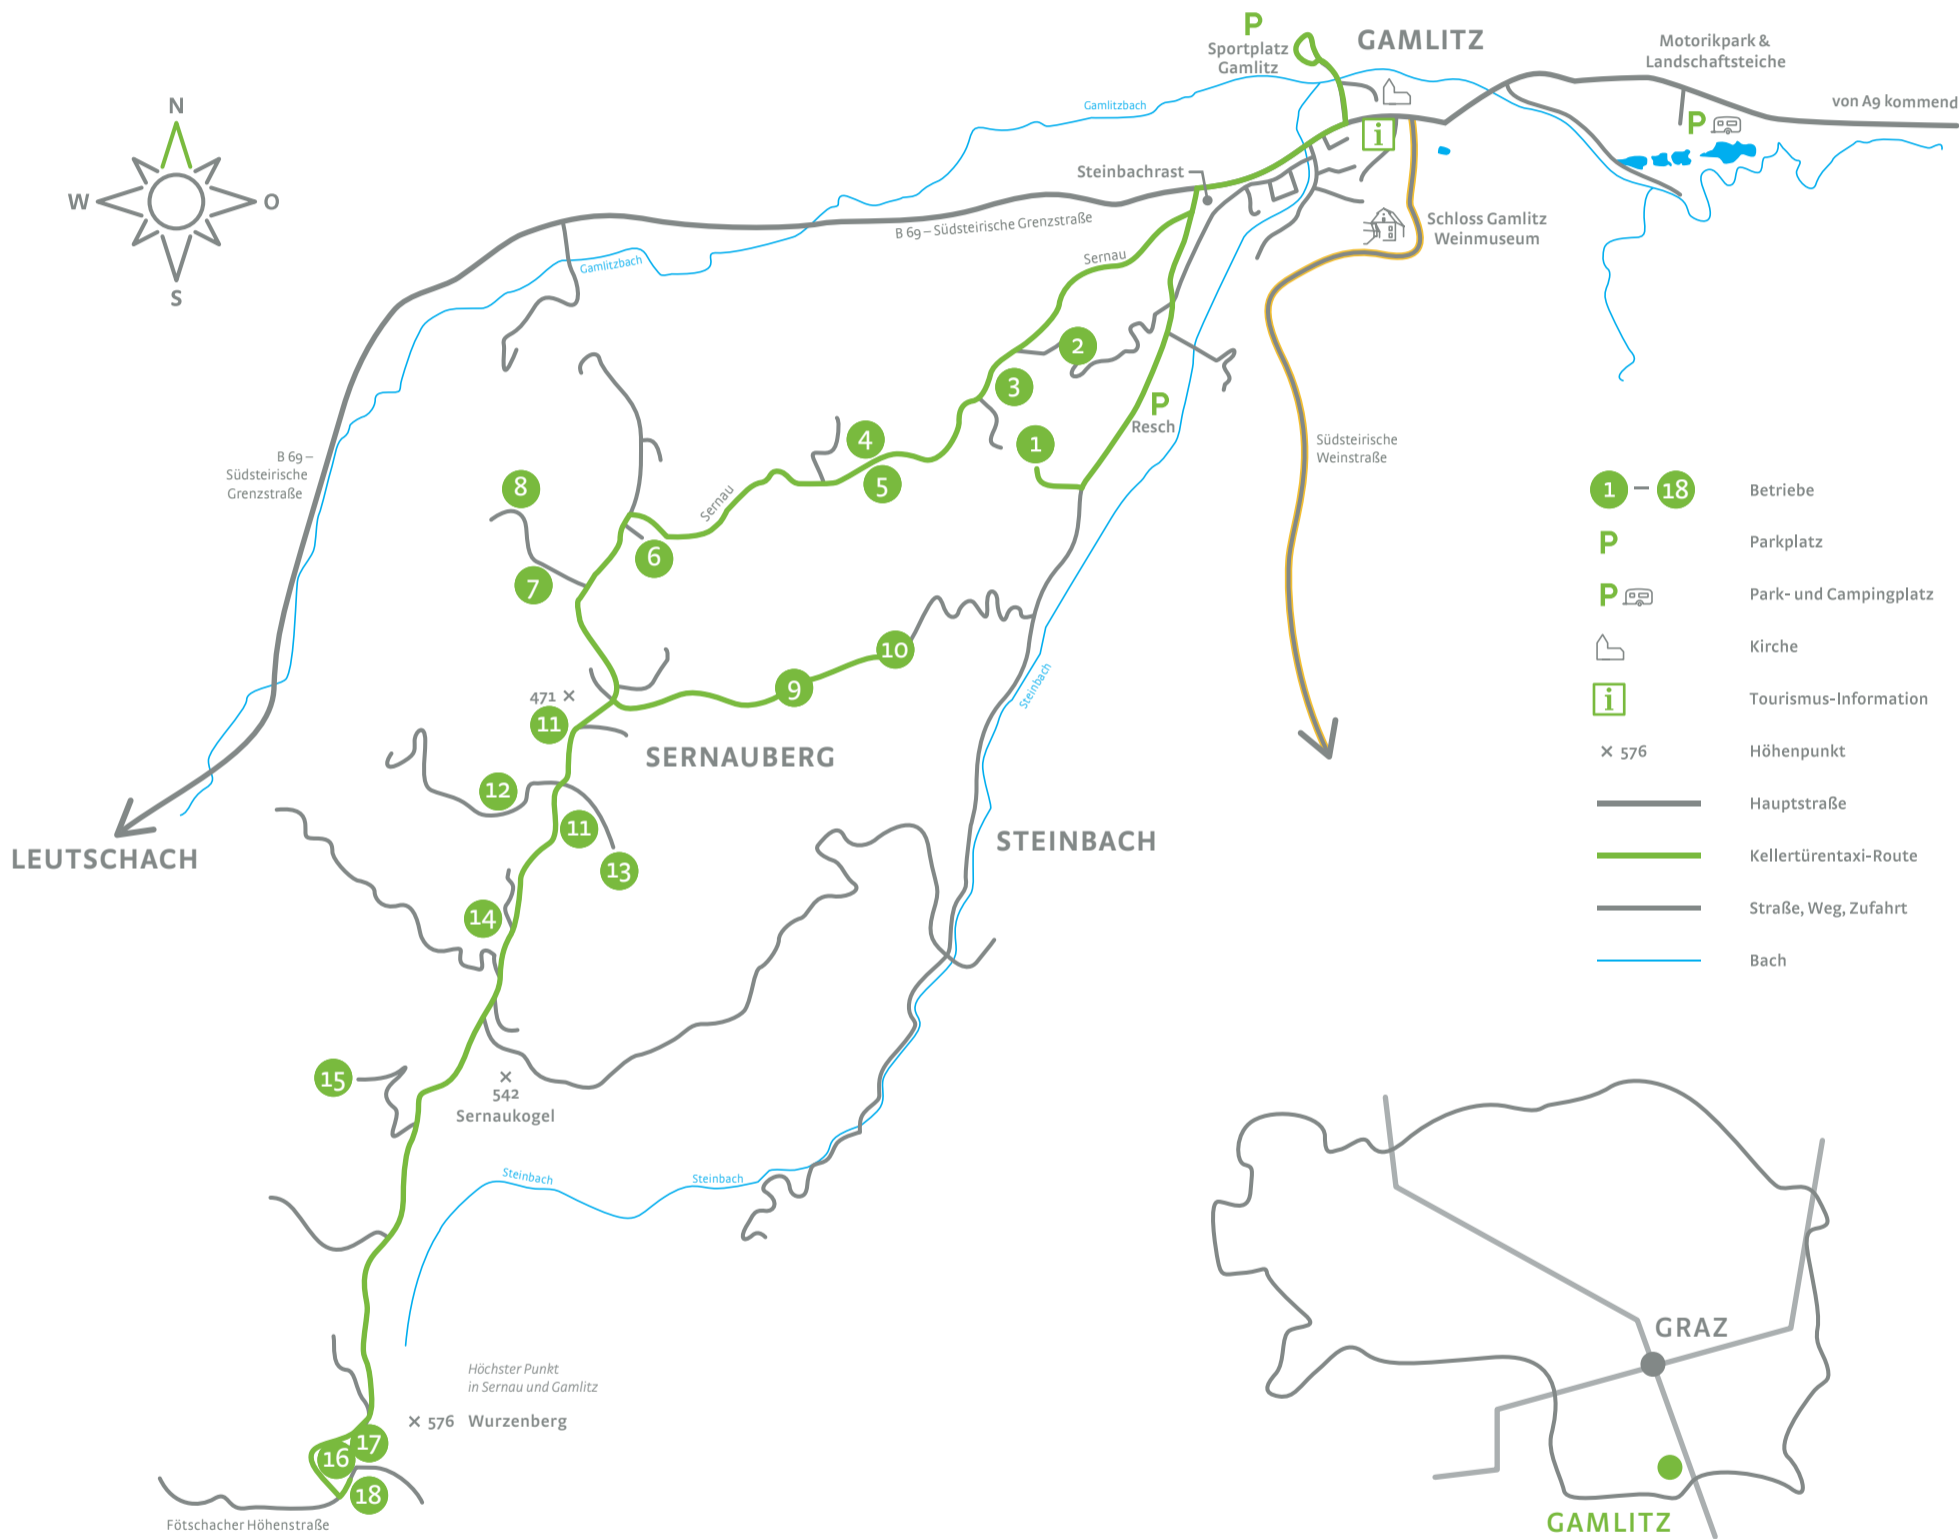 P
Sportplatz
Gamlitz
GAMLITZ
Motorikpark &
Landschaftsteiche
von A9 kommend
P
N
W
O
S
Gamlitzbach
i
Steinbachrast
B 69 – Südsteirische Grenzstraße
Schloss Gamlitz
Weinmuseum
Gamlitzbach
Sernau
2
3
P
Resch
1
4
5
B 69 –
Südsteirische
Grenzstraße
Südsteirische
Weinstraße
8
Sernau
6
7
10
9
471 ×
11
SERNAUBERG
Steinbach
12
11
13
STEINBACH
LEUTSCHACH
14
15
×
542
Sernaukogel
Steinbach
Steinbach
Höchster Punkt
in Sernau und Gamlitz
× 576 Wurzenberg
17
16
18
Fötschacher Höhenstraße
1 – 18 Betriebe
P Parkplatz
P Park- und Campingplatz
Kirche
i Tourismus-Information
× 576 Höhenpunkt
Hauptstraße
Kellertürentaxi-Route
Straße, Weg, Zufahrt
Bach
GRAZ
GAMLITZ